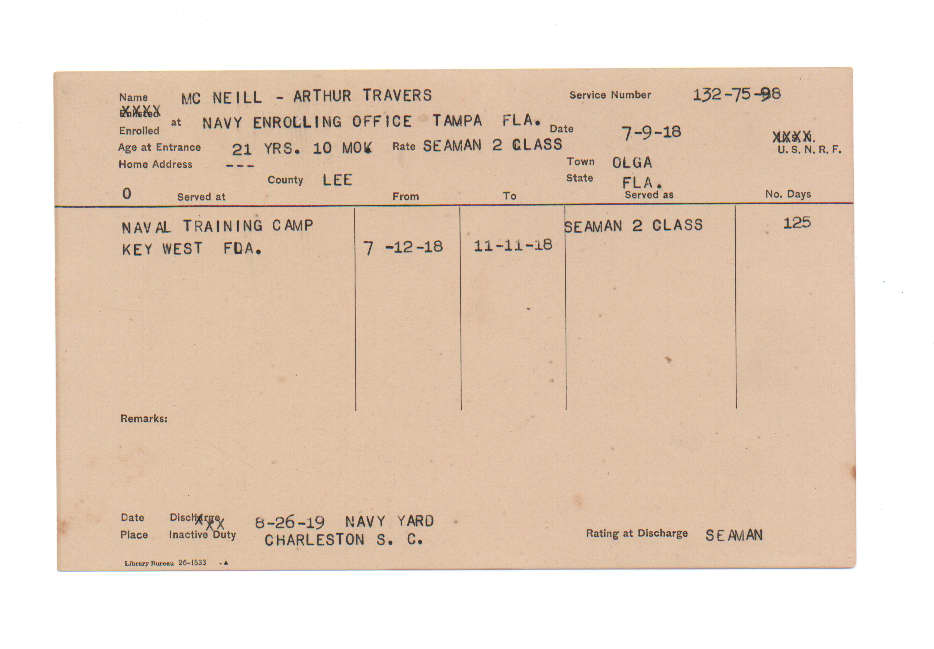 Name MC NEILL - ARTHUR TRAVERS Service Number 132-75-98
Enlisted
Enrolled at NAVY ENROLLING OFFICE TAMPA FLA. Date 7-9-18 XXXX.
U. S. N. R. F.
Age at Entrance 21 YRS. 10 MOK Rate SEAMAN 2 CLASS
Home Address --- Town OLGA
County LEE State FLA.
0 Served at From To Served as No. Days
NAVAL TRAINING CAMP SEAMAN 2 CLASS 125
KEY WEST FDA. 7 -12-18 11-11-18
Remarks:
Date Discharge 8-26-19 NAVY YARD
Place Inactive Duty CHARLESTON S. C. Rating at Discharge SEAMAN
Library Bureau 26-1533